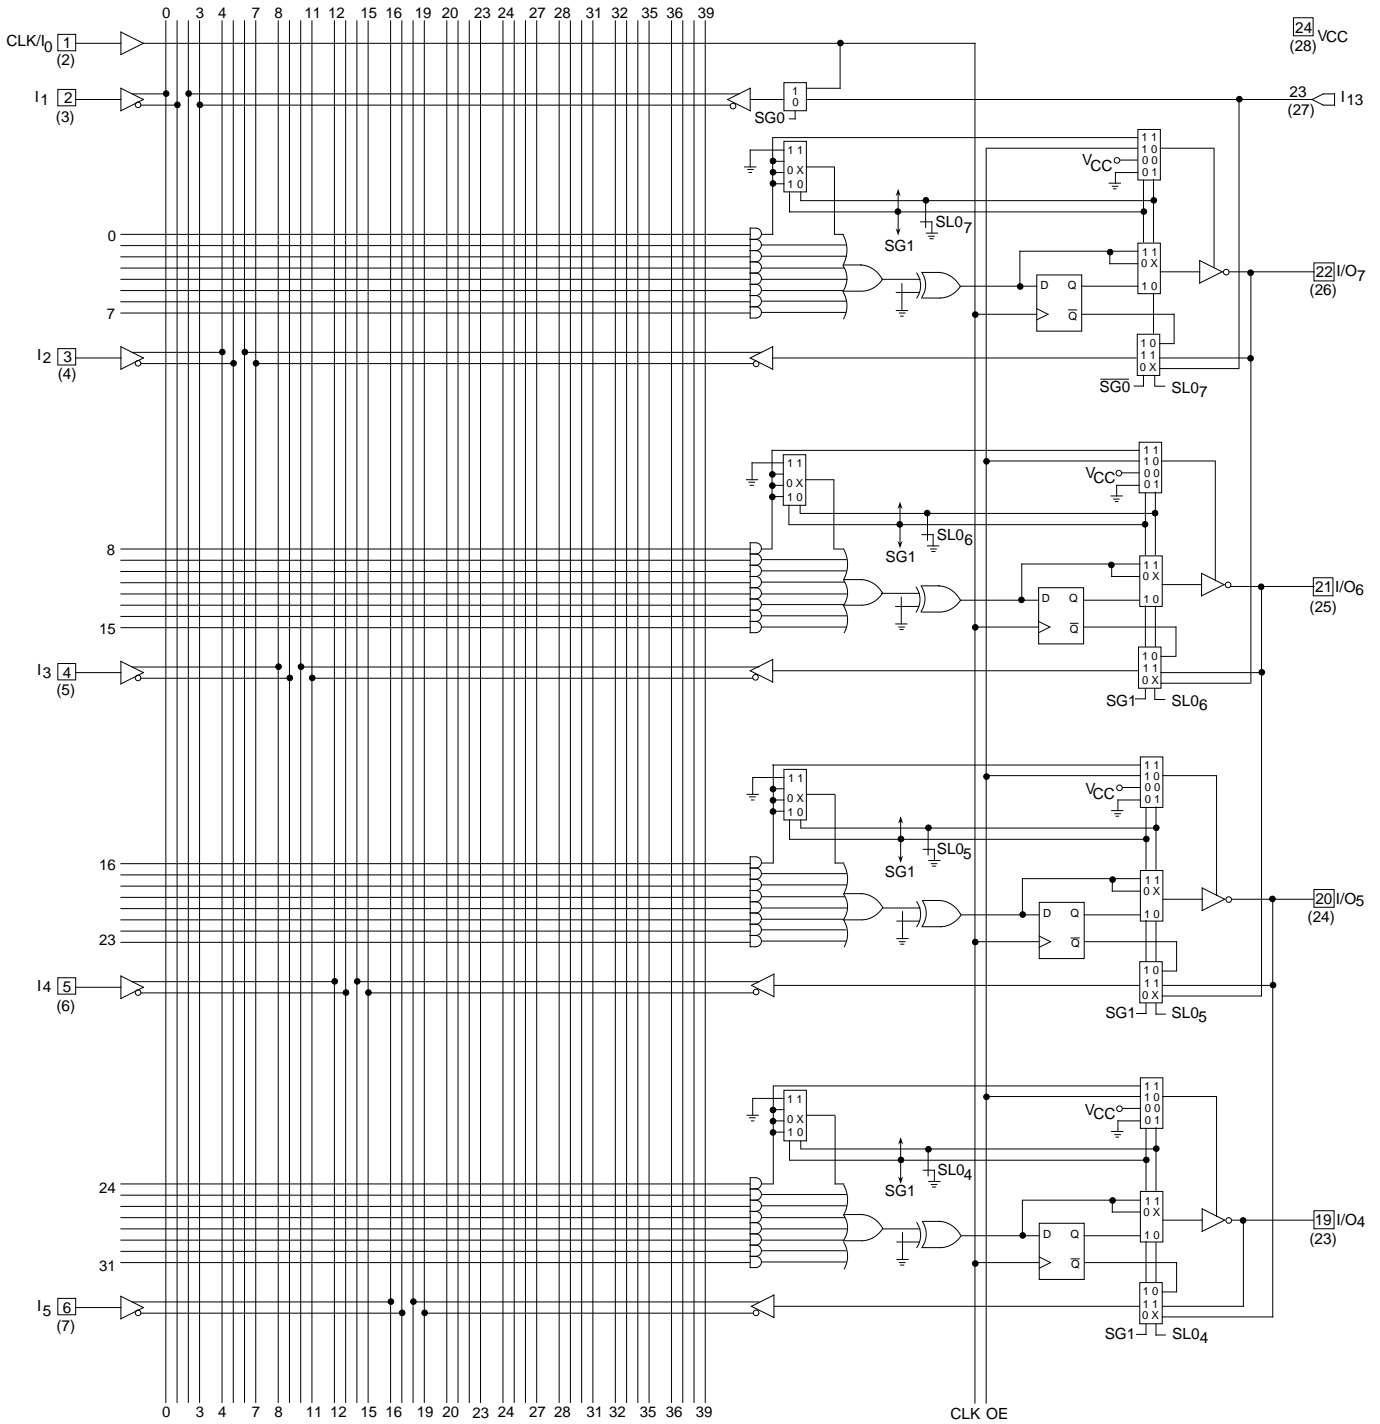 0 3 4 7 8 11 12 15 16 19 20 23 24 27 28 31 32 35 36 39
CLK/I0 1
(2)
24 VCC
(28)
I1 2
(3)
1
0
SG0
23 I13
(27)
1 1
0 X
1 0
1 1
1 0
0 0
0 1
VCC
SL07
SG1
0
7
D Q
Q
1 1
0 X
1 0
22 I/O7
(26)
I2 3
(4)
1 0
1 1
0 X
SG0 SL07
1 1
0 X
1 0
1 1
1 0
0 0
0 1
VCC
SL06
SG1
8
15
D Q
Q
1 1
0 X
1 0
21 I/O6
(25)
I3 4
(5)
1 0
1 1
0 X
SG1 SL06
1 1
0 X
1 0
1 1
1 0
0 0
0 1
VCC
SL05
SG1
16
23
D Q
Q
1 1
0 X
1 0
20 I/O5
(24)
I4 5
(6)
1 0
1 1
0 X
SG1 SL05
1 1
0 X
1 0
1 1
1 0
0 0
0 1
VCC
SL04
SG1
24
31
D Q
Q
1 1
0 X
1 0
19 I/O4
(23)
I5 6
(7)
1 0
1 1
0 X
SG1 SL04
0 3 4 7 8 11 12 15 16 19 20 23 24 27 28 31 32 35 36 39
CLK OE